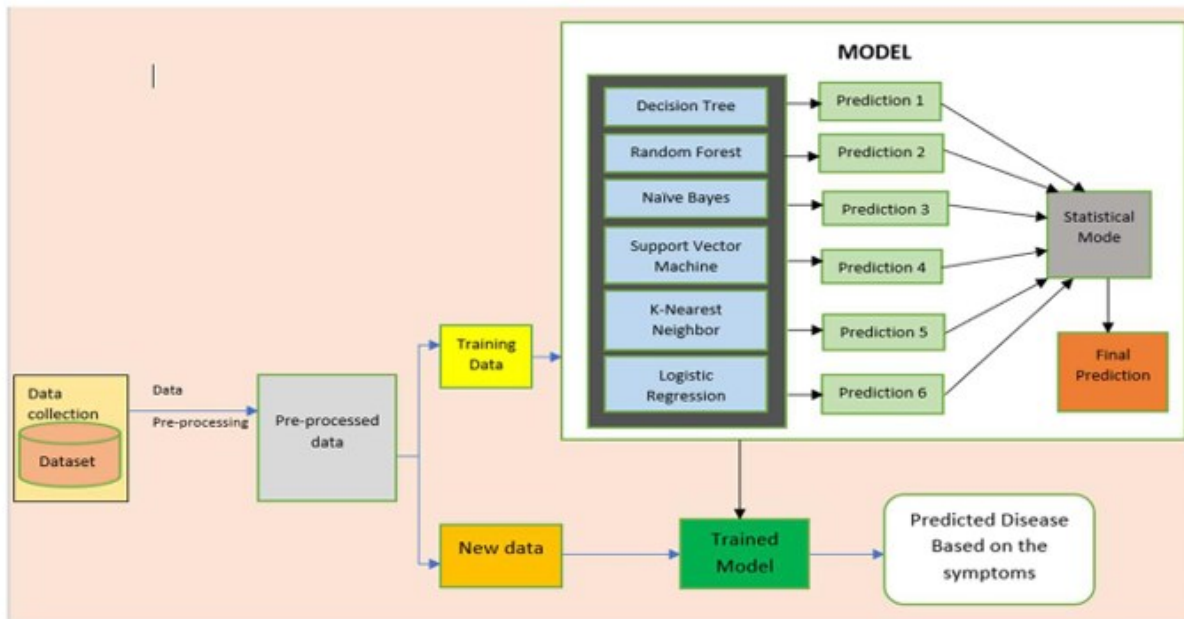 MODEL
Decision Tree
Random Forest
Naïve Bayes
Support Vector
Machine
K-Nearest
Neighbor
Logistic
Regression
Prediction 1
Prediction 2
Prediction 3
Prediction 4
Prediction 5
Prediction 6
Statistical
Mode
Final
Prediction
Training
Data
Data
collection
Dataset
Data
Pre-processing
Pre-processed
data
New data
Trained
Model
Predicted Disease
Based on the
symptoms